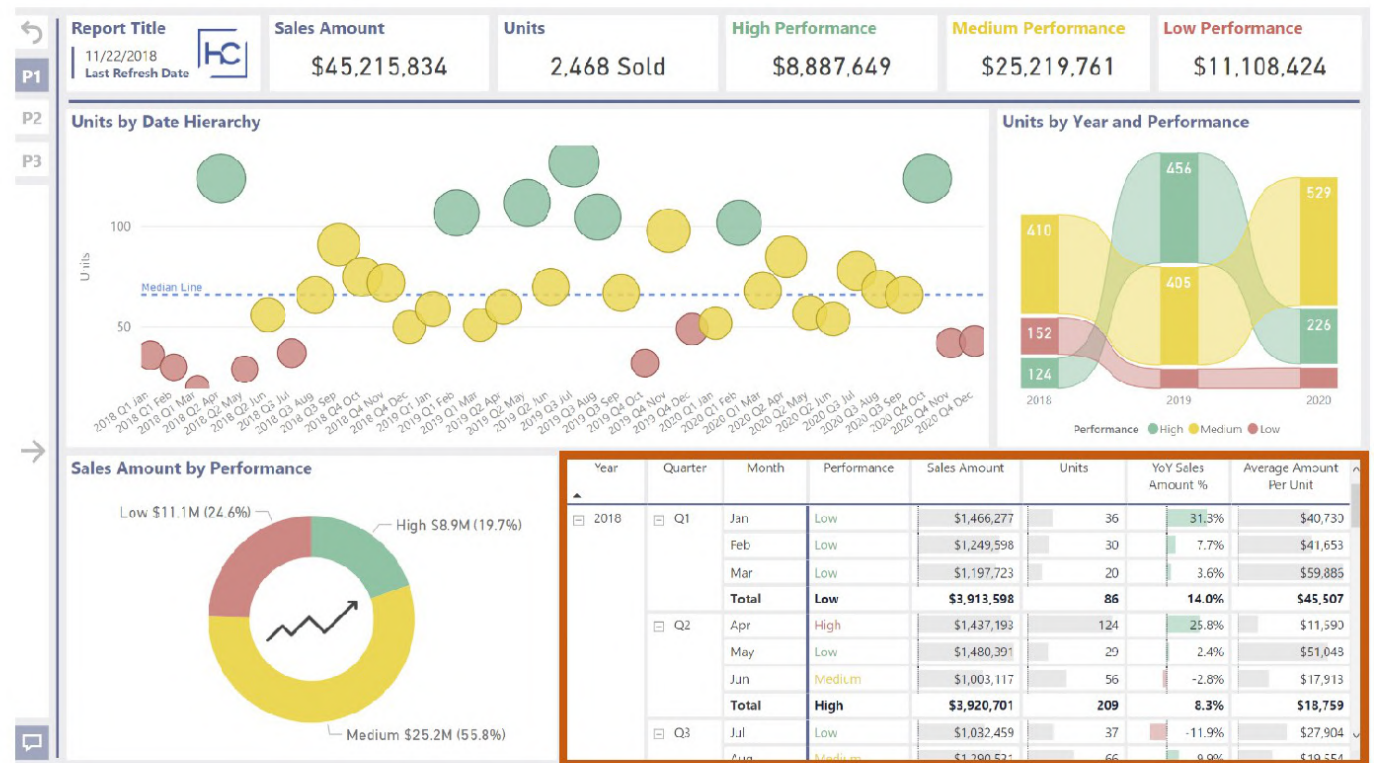 Report Title
11/22/2018
Last Refresh Date
HC
Sales Amount
$45,215,834
Units
2,468 Sold
High Performance
$8,887,649
Medium Performance
$25,219,761
Low Performance
$11,108,424
P1
P2
P3
Units by Date Hierarchy
Units
100
50
Median Line
2018 Q1 Jan
2018 Q1 Feb
2018 Q1 Mar
2018 Q2 Apr
2018 Q2 May
2018 Q2 Jun
2018 Q3 Jul
2018 Q3 Aug
2018 Q3 Sep
2018 Q4 Oct
2018 Q4 Nov
2018 Q4 Dec
2019 Q1 Jan
2019 Q1 Feb
2019 Q1 Mar
2019 Q2 Apr
2019 Q2 May
2019 Q2 Jun
2019 Q3 Jul
2019 Q3 Aug
2019 Q3 Sep
2019 Q4 Oct
2019 Q4 Nov
2019 Q4 Dec
2020 Q1 Jan
2020 Q1 Feb
2020 Q1 Mar
2020 Q2 Apr
2020 Q2 May
2020 Q2 Jun
2020 Q3 Jul
2020 Q3 Aug
2020 Q3 Sep
2020 Q4 Oct
2020 Q4 Nov
2020 Q4 Dec
Units by Year and Performance
456
529
410
405
152
226
124
2018 2019 2020
Performance High Medium Low
Sales Amount by Performance
Low $11.1M (24.6%)
High $8.9M (19.7%)
Medium $25.2M (55.8%)
Year Quarter Month Performance Sales Amount Units YoY Sales Amount % Average Amount Per Unit
2018 Q1 Jan Low $1,466,277 36 31.3% $40,730
Feb Low $1,249,598 30 7.7% $41,653
Mar Low $1,197,723 20 3.6% $59,886
Total Low $3,913,598 86 14.0% $45,507
Q2 Apr High $1,437,193 124 25.8% $11,590
May Low $1,480,391 29 2.4% $51,048
Jun Medium $1,003,117 56 -2.8% $17,913
Total High $3,920,701 209 8.3% $18,759
Q3 Jul Low $1,032,459 37 -11.9% $27,904
Aug Medium $1,290,531 66 9.9% $19,554